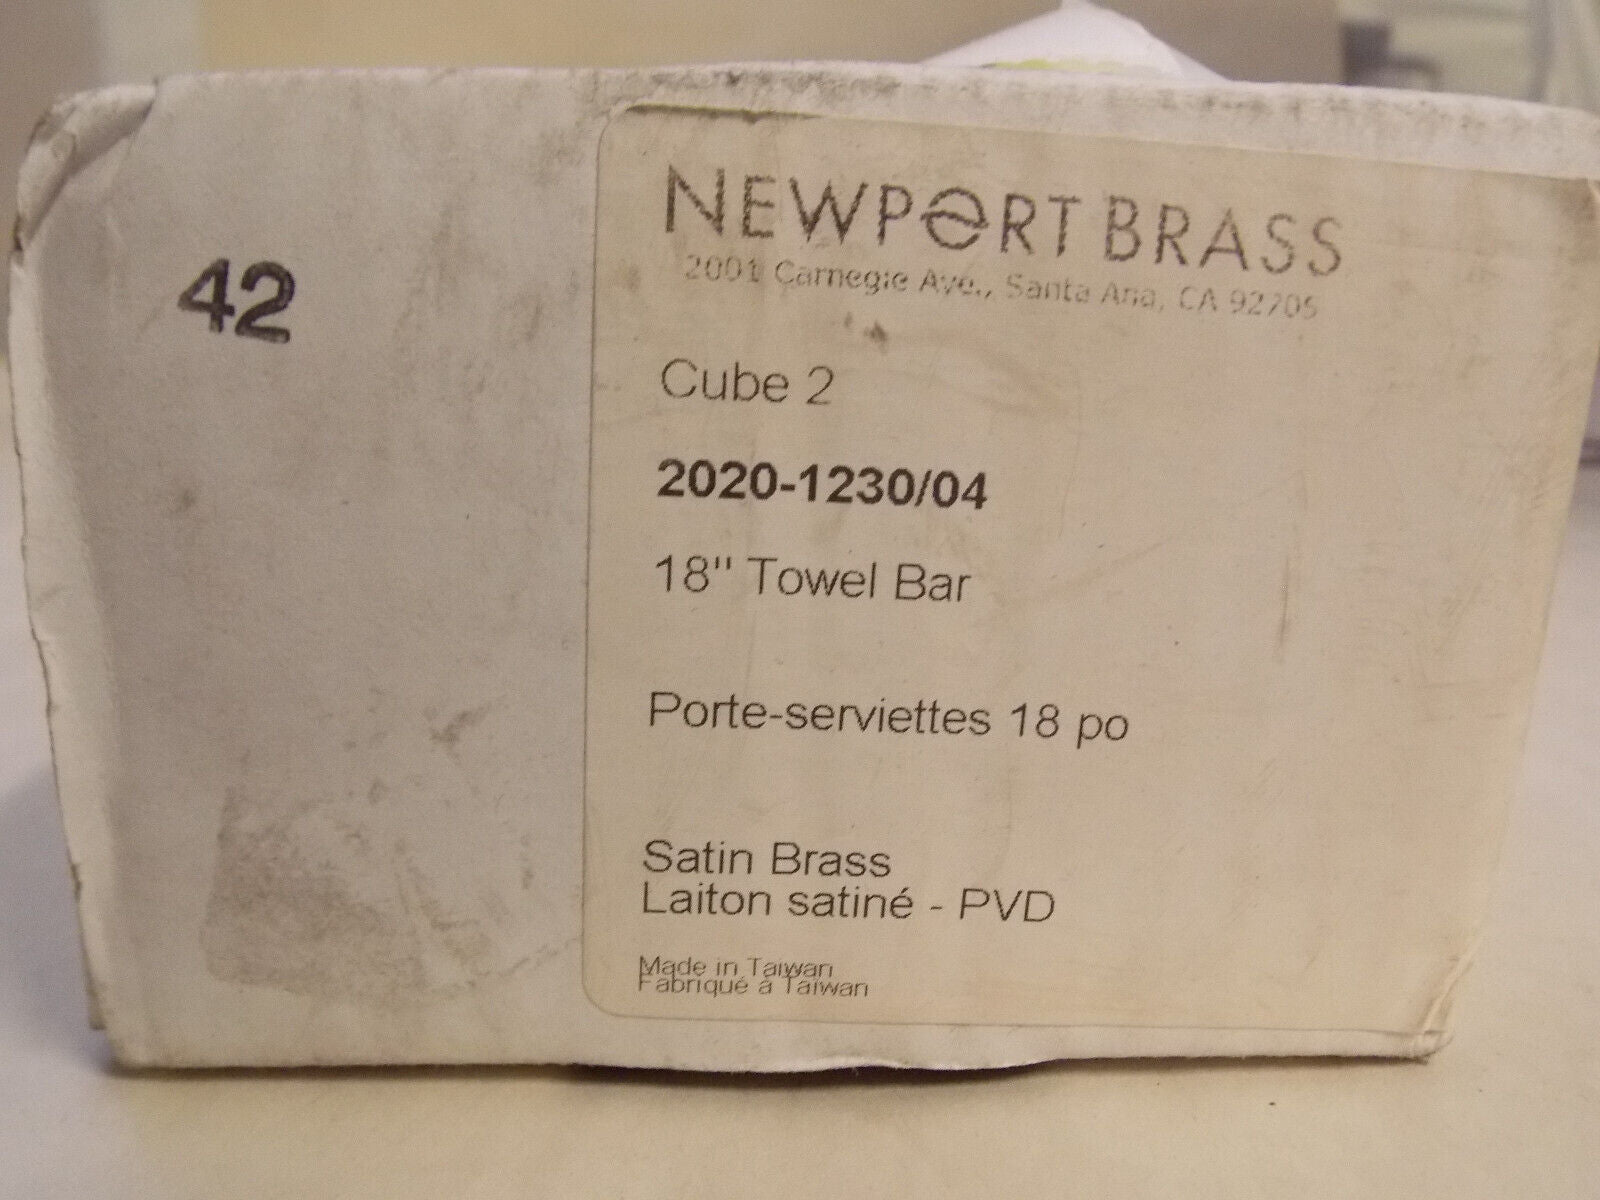 42
NEWPORT BRASS
2001 Carnegie Ave., Santa Ana, CA 92705
Cube 2
2020-1230/04
18" Towel Bar
Porte-serviettes 18 po
Satin Brass
Laiton satiné - PVD
Made in Taiwan
Fabriqué à Taïwan